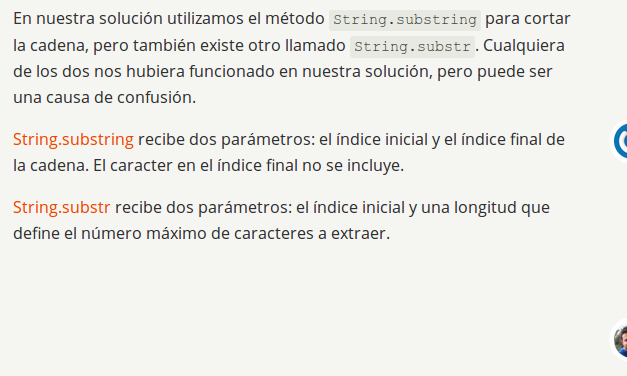 En nuestra solución utilizamos el método String.substring para cortar
la cadena, pero también existe otro llamado String.substr. Cualquiera
de los dos nos hubiera funcionado en nuestra solución, pero puede ser
una causa de confusión.
String.substring recibe dos parámetros: el índice inicial y el índice final de
la cadena. El caracter en el índice final no se incluye.
String.substr recibe dos parámetros: el índice inicial y una longitud que
define el número máximo de caracteres a extraer.